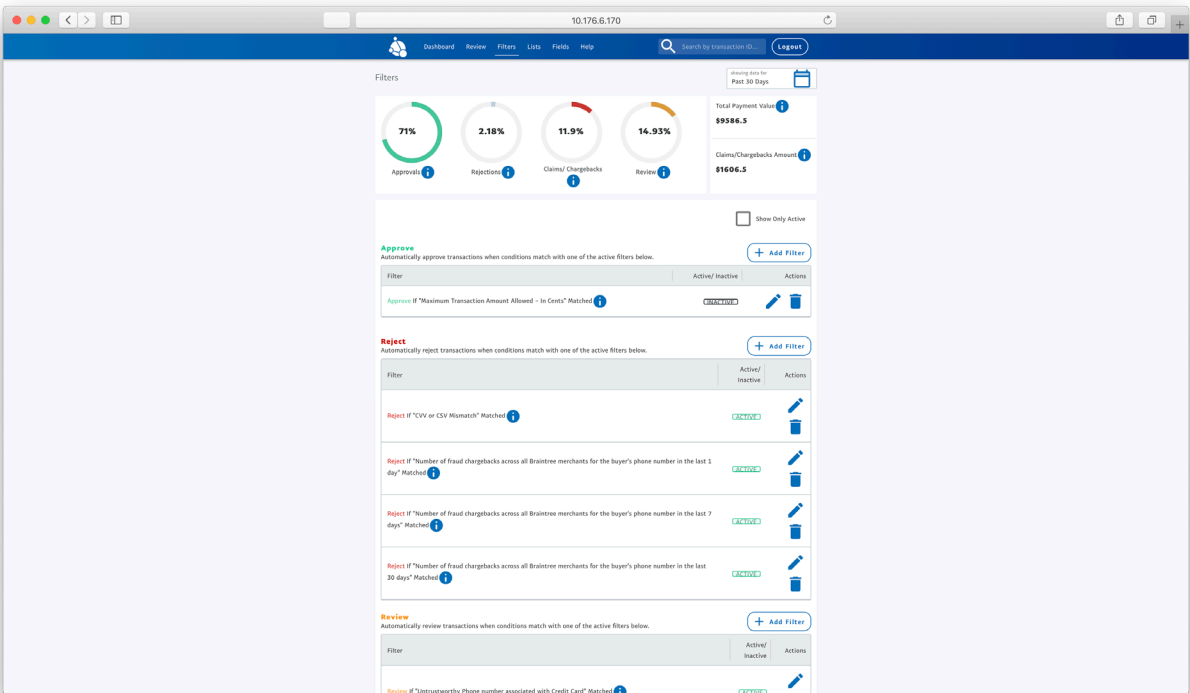 10.176.6.170
Dashboard Review Filters Lists Fields Help Search by transaction ID... Logout
Filters
showing data for
Past 30 Days
71% 2.18% 11.9% 14.93%
Approvals Rejections Claims/ Chargebacks Review
Total Payment Value
$9586.5
Claims/Chargebacks Amount
$1606.5
Show Only Active
Approve
Automatically approve transactions when conditions match with one of the active filters below.
+ Add Filter
Filter Active/ Inactive Actions
Approve If "Maximum Transaction Amount Allowed – In Cents" Matched INACTIVE
Reject
Automatically reject transactions when conditions match with one of the active filters below.
+ Add Filter
Filter Active/ Inactive Actions
Reject If "CVV or CSV Mismatch" Matched ACTIVE
Reject If "Number of fraud chargebacks across all Braintree merchants for the buyer's phone number in the last 1
day" Matched ACTIVE
Reject If "Number of fraud chargebacks across all Braintree merchants for the buyer's phone number in the last 7
days" Matched ACTIVE
Reject If "Number of fraud chargebacks across all Braintree merchants for the buyer's phone number in the last
30 days" Matched ACTIVE
Review
Automatically review transactions when conditions match with one of the active filters below.
+ Add Filter
Filter Active/ Inactive Actions
Review If "Untrustworthy Phone number associated with Credit Card" Matched ACTIVE